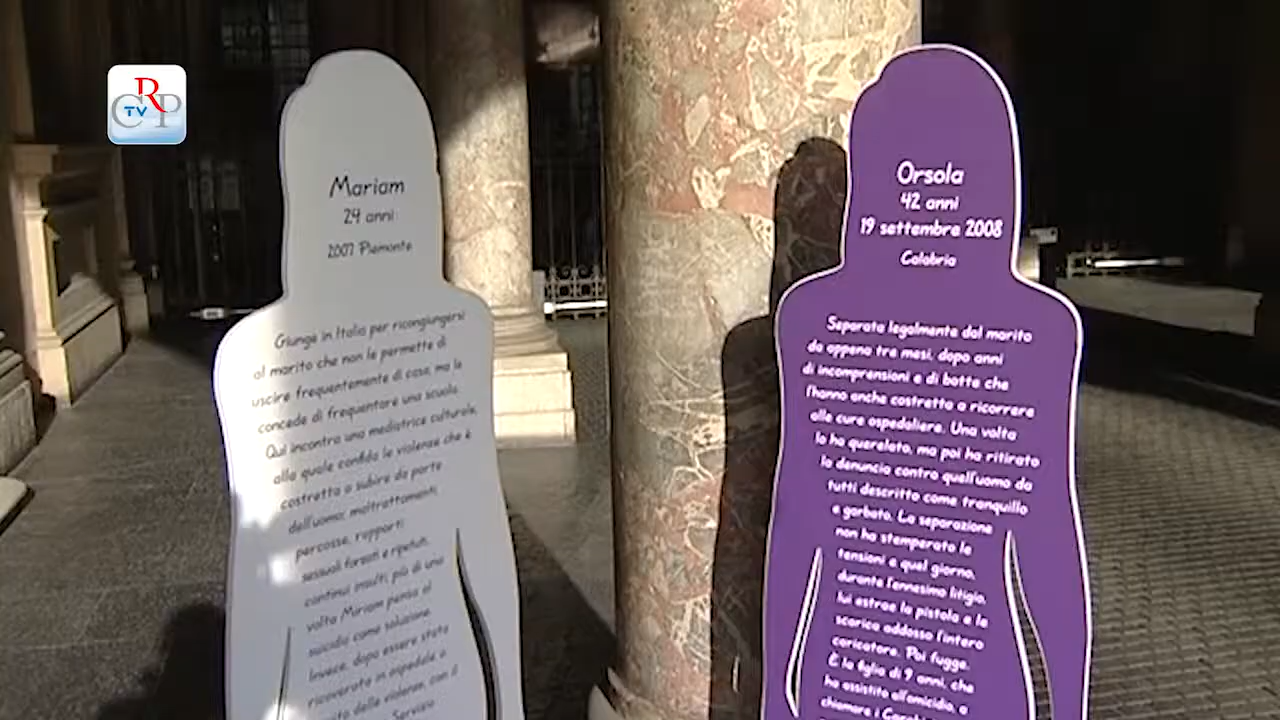 CRP
TV
Mariam
24 anni
2007 Piemonte
Giunge in Italia per ricongiungersi
al marito che non le permette di
uscire frequentemente di casa, ma le
concede di frequentare una scuola.
Qui incontra una mediatrice culturale,
alla quale confida le violenze che è
costretta a subire da parte
dell'uomo: maltrattamenti,
percosse, rapporti
sessuali forzati e ripetuti,
continui insulti; più di una
volta Mariam pensa al
suicidio come soluzione.
Invece, dopo essere stata
ricoverata in ospedale a
delle violenze, con il
Servizio
Orsola
42 anni
19 settembre 2008
Calabria
Separata legalmente dal marito
da appena tre mesi, dopo anni
di incomprensioni e di botte che
l'hanno anche costretta a ricorrere
alle cure ospedaliere. Una volta
lo ha querelato, ma poi ha ritirato
la denuncia contro quell'uomo da
tutti descritto come tranquillo
e garbato. La separazione
non ha stemperato le
tensioni e quel giorno,
durante l'ennesimo litigio,
lui estrae la pistola e le
scarica addosso l'intero
caricatore. Poi fugge.
È la figlia di 9 anni, che
ha assistito all'omicidio, a
chiamare i